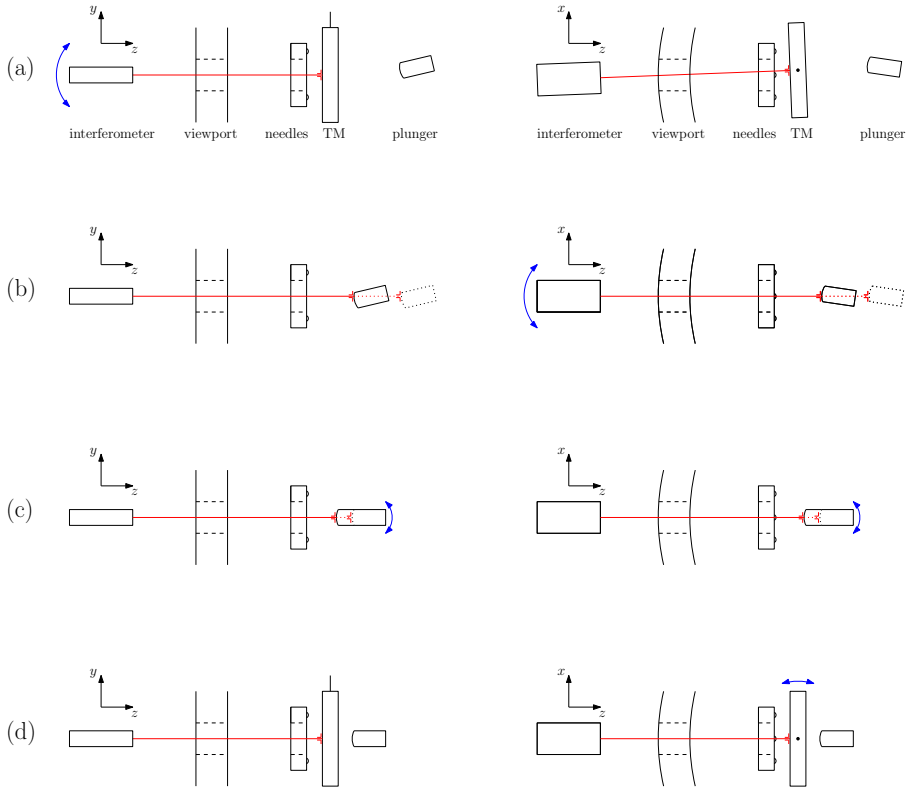 y x
(a) z z
interferometer viewport needles TM plunger interferometer viewport needles TM plunger
y x
(b) z z
y x
(c) z z
y x
(d) z z